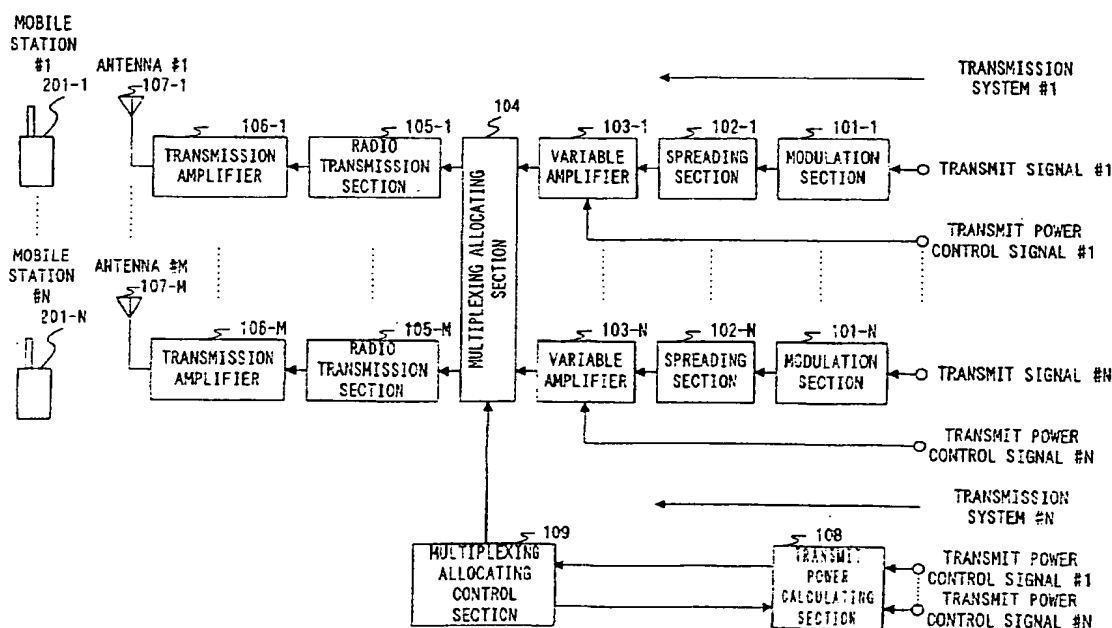 MOBILE
STATION
#1
201-1
ANTENNA #1
107-1
106-1
TRANSMISSION
AMPLIFIER
105-1
RADIO
TRANSMISSION
SECTION
104
MULTIPLEXING ALLOCATING
SECTION
103-1
VARIABLE
AMPLIFIER
102-1
SPREADING
SECTION
101-1
MODULATION
SECTION
TRANSMISSION
SYSTEM #1
TRANSMIT SIGNAL #1
TRANSMIT POWER
CONTROL SIGNAL #1
MOBILE
STATION
#N
201-N
ANTENNA #M
107-M
106-M
TRANSMISSION
AMPLIFIER
105-M
RADIO
TRANSMISSION
SECTION
103-N
VARIABLE
AMPLIFIER
102-N
SPREADING
SECTION
101-N
MODULATION
SECTION
TRANSMIT SIGNAL #N
TRANSMIT POWER
CONTROL SIGNAL #N
TRANSMISSION
SYSTEM #N
109
MULTIPLEXING
ALLOCATING
CONTROL
SECTION
108
TRANSMIT
POWER
CALCULATING
SECTION
TRANSMIT POWER
CONTROL SIGNAL #1
TRANSMIT POWER
CONTROL SIGNAL #N